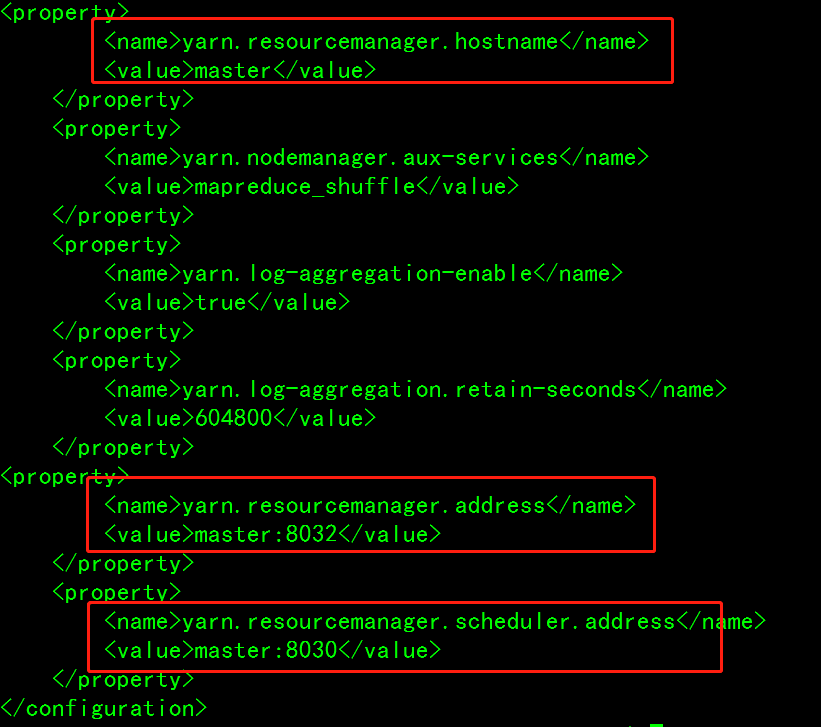 <property>
<name>yarn.resourcemanager.hostname</name>
<value>master</value>
</property>
<property>
<name>yarn.nodemanager.aux-services</name>
<value>mapreduce_shuffle</value>
</property>
<property>
<name>yarn.log-aggregation-enable</name>
<value>true</value>
</property>
<property>
<name>yarn.log-aggregation.retain-seconds</name>
<value>604800</value>
</property>
<property>
<name>yarn.resourcemanager.address</name>
<value>master:8032</value>
</property>
<property>
<name>yarn.resourcemanager.scheduler.address</name>
<value>master:8030</value>
</property>
</configuration>